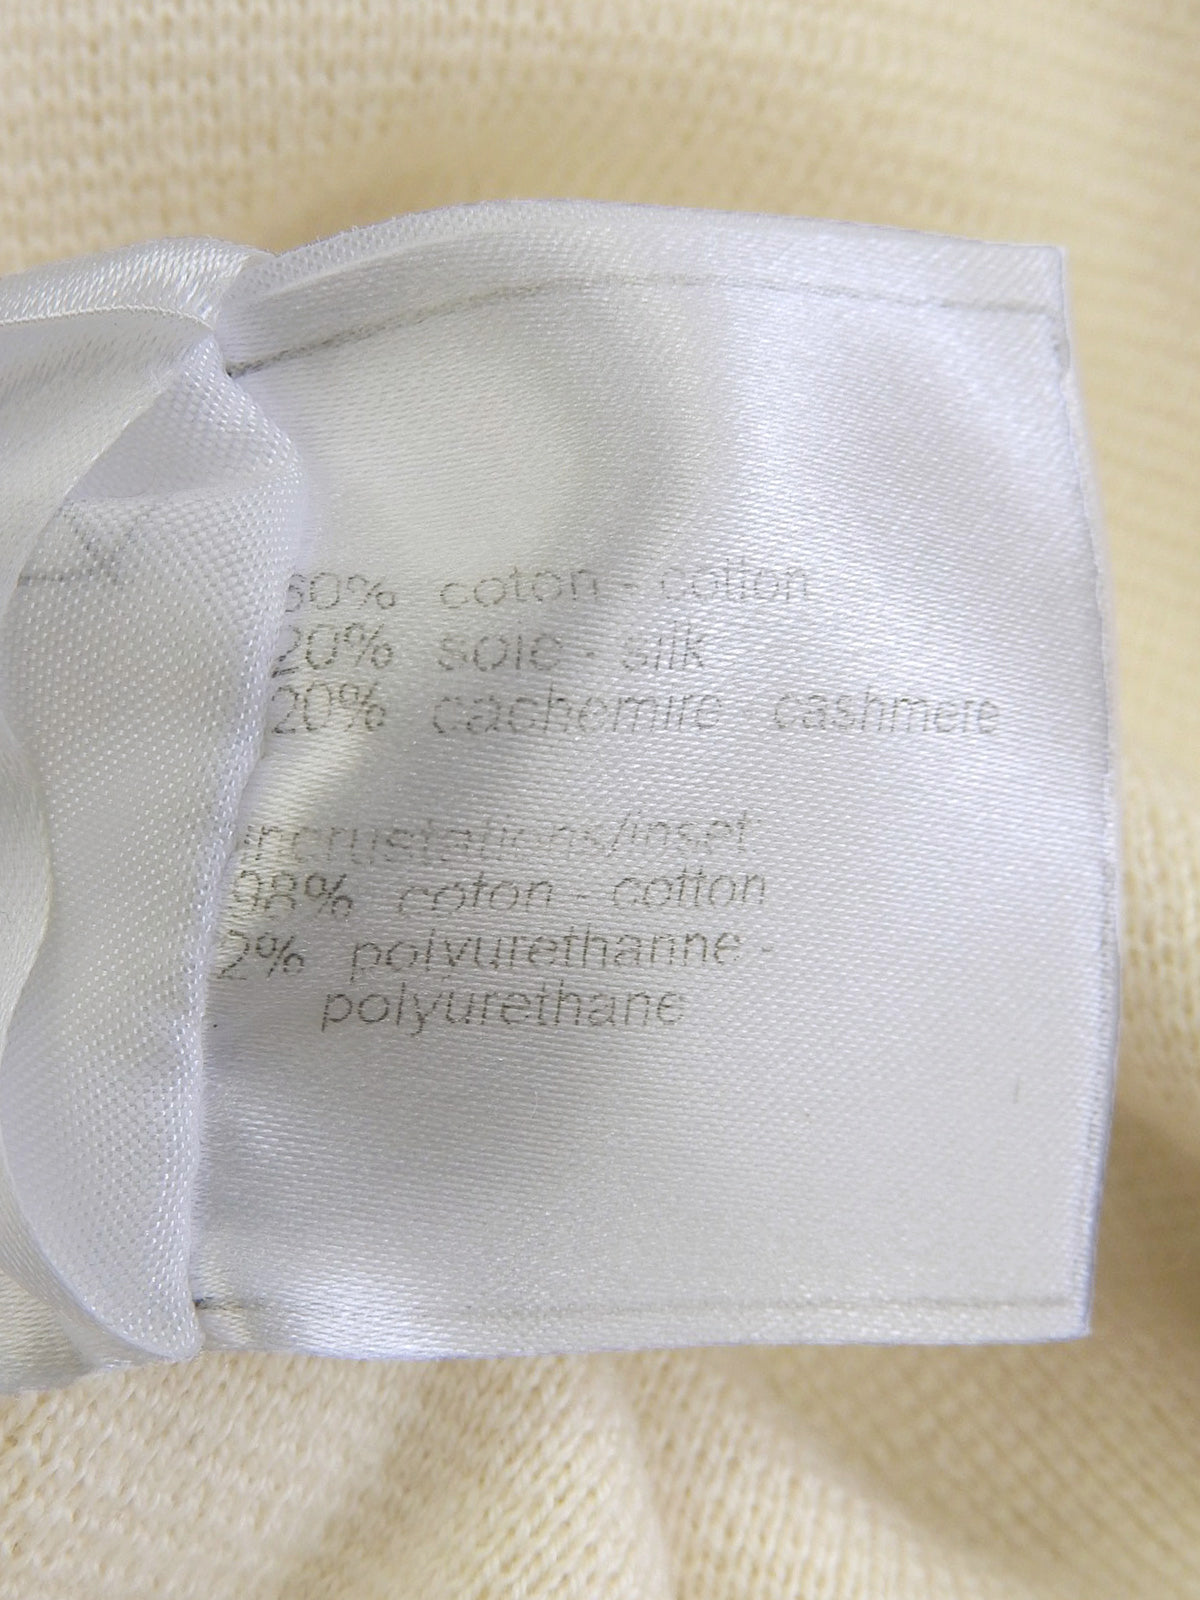 60% coton - cotton
20% soie - silk
20% cachemire cashmere
incrustations/inset
98% coton - cotton
2% polyurethanne -
polyurethane